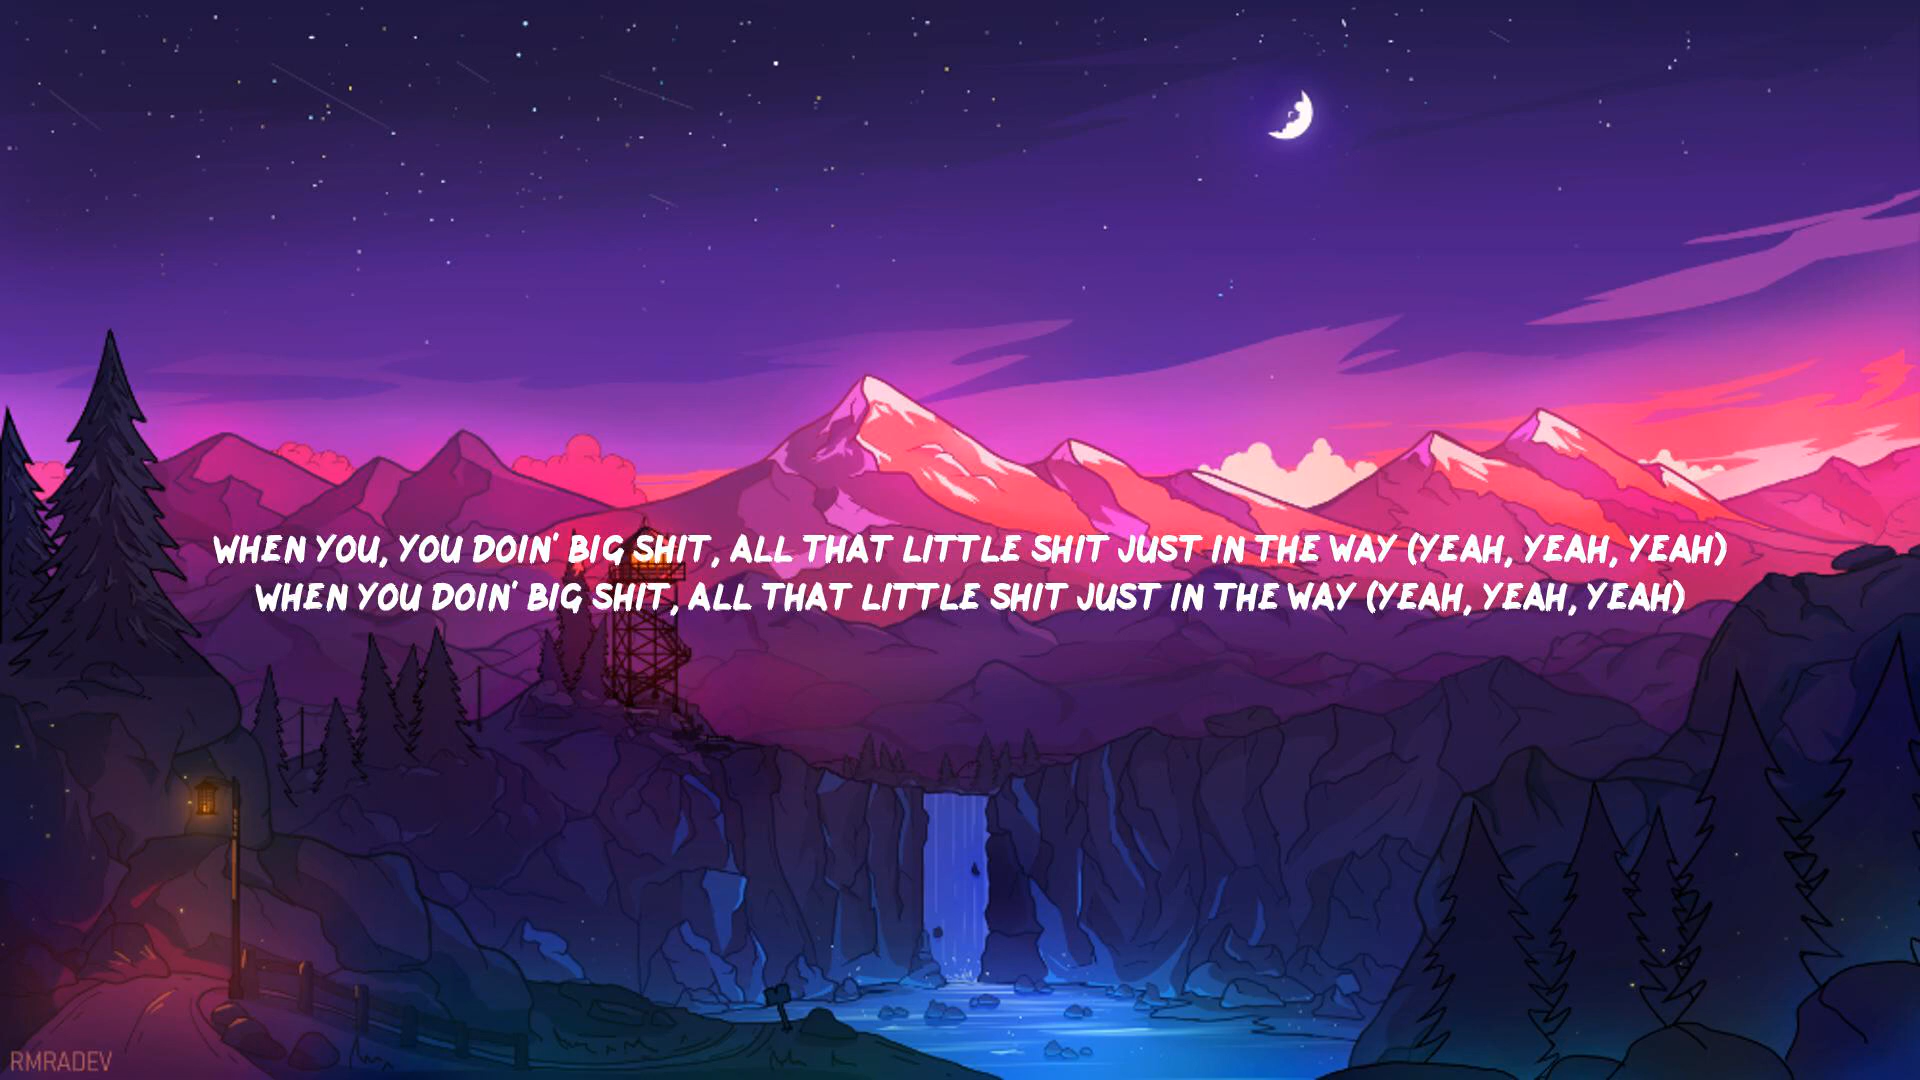 WHEN YOU, YOU DOIN' BIG SHIT, ALL THAT LITTLE SHIT JUST IN THE WAY (YEAH, YEAH, YEAH)
WHEN YOU DOIN' BIG SHIT, ALL THAT LITTLE SHIT JUST IN THE WAY (YEAH, YEAH, YEAH)
RMRADEV